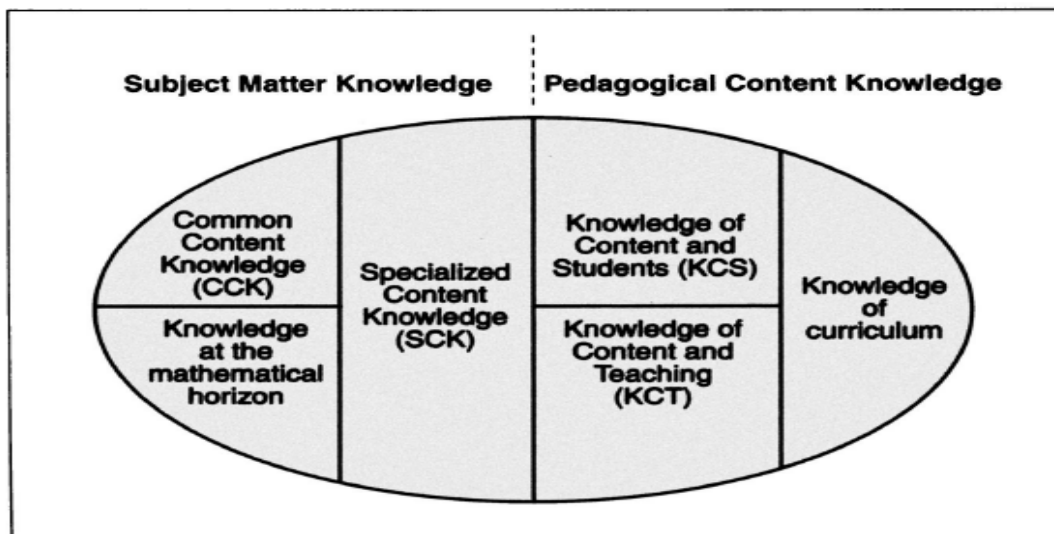 Subject Matter Knowledge
Pedagogical Content Knowledge
Common
Content
Knowledge
(CCK)
Knowledge
at the
mathematical
horizon
Specialized
Content
Knowledge
(SCK)
Knowledge of
Content and
Students (KCS)
Knowledge of
Content and
Teaching
(KCT)
Knowledge
of
curriculum